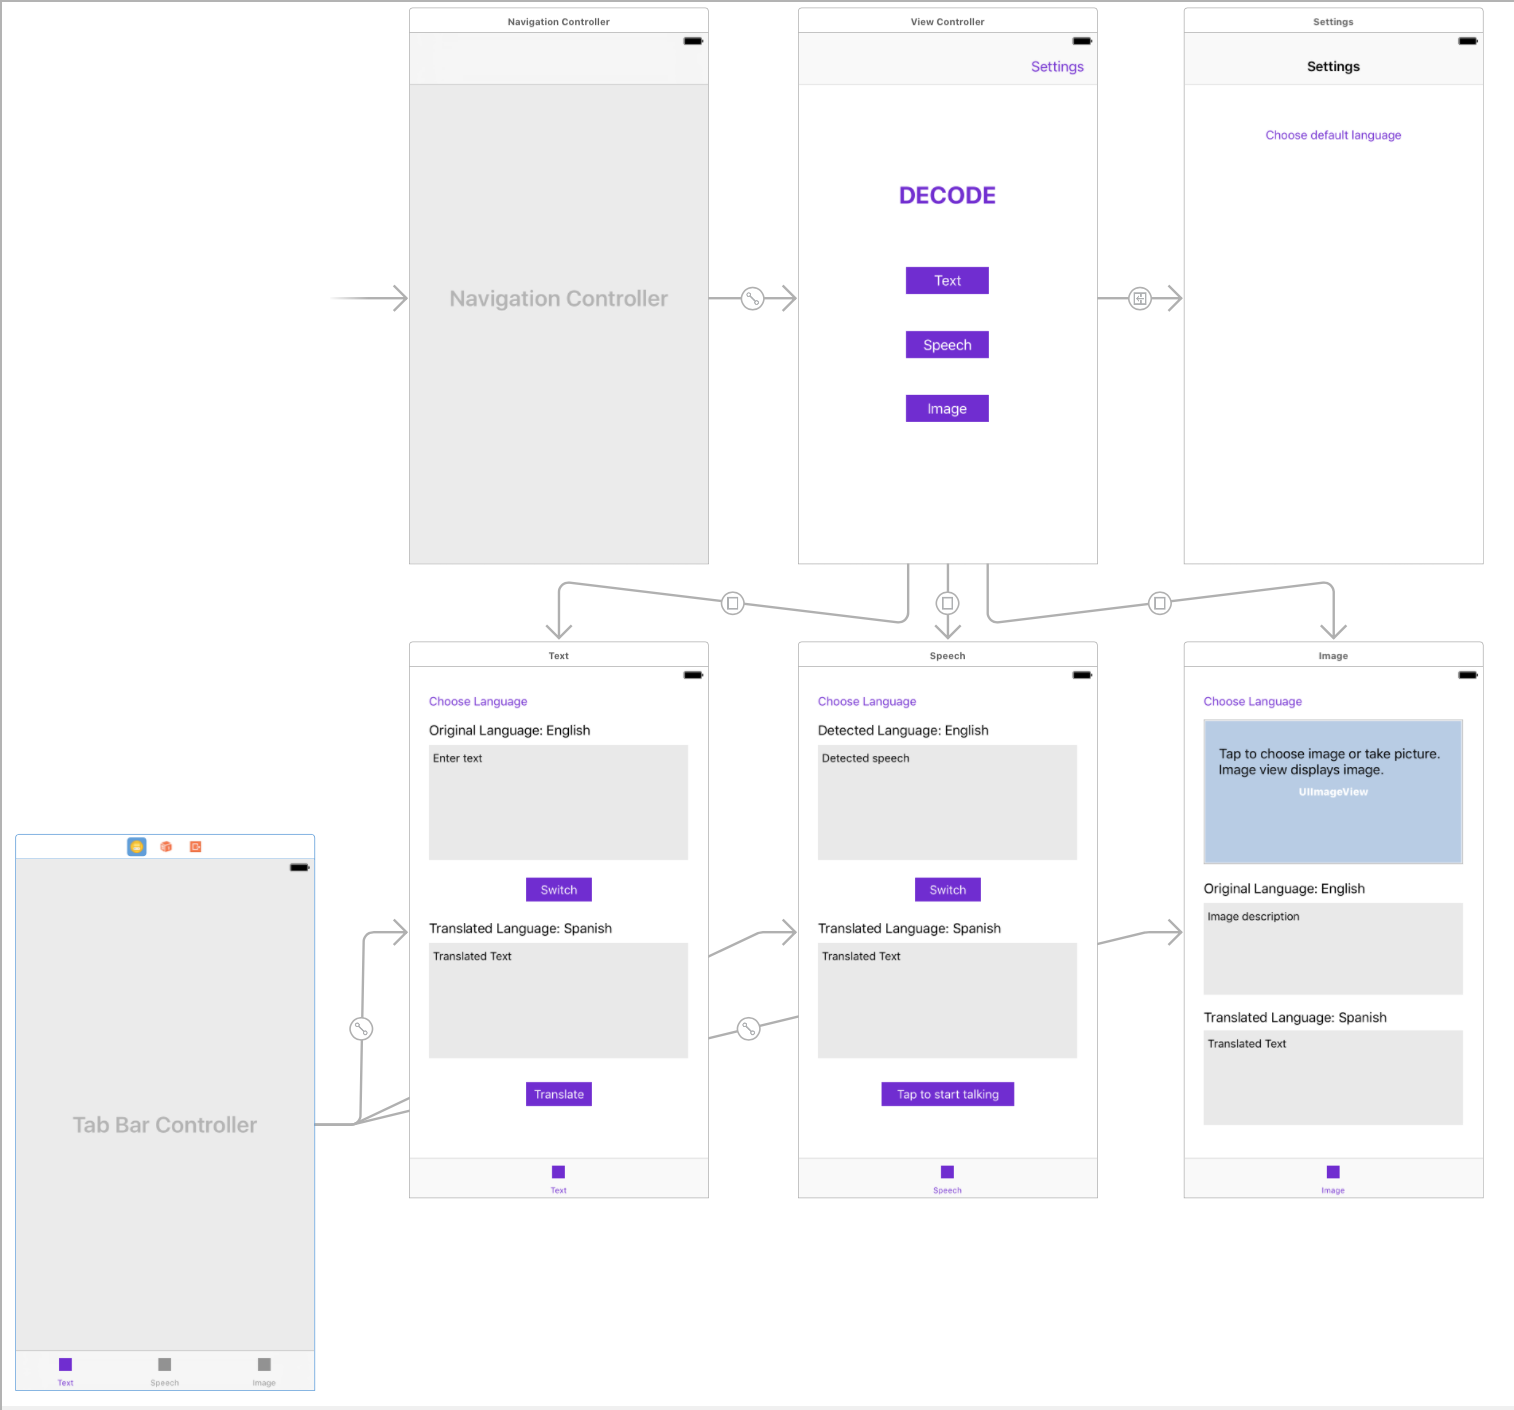 Navigation Controller
Navigation Controller
View Controller
Settings
DECODE
Text
Speech
Image
Settings
Settings
Choose default language
Text
Choose Language
Original Language: English
Enter text
Switch
Translated Language: Spanish
Translated Text
Translate
Text
Speech
Choose Language
Detected Language: English
Detected speech
Switch
Translated Language: Spanish
Translated Text
Tap to start talking
Speech
Image
Choose Language
Tap to choose image or take picture.
Image view displays image.
UIImageView
Original Language: English
Image description
Translated Language: Spanish
Translated Text
Image
Tab Bar Controller
Text
Speech
Image